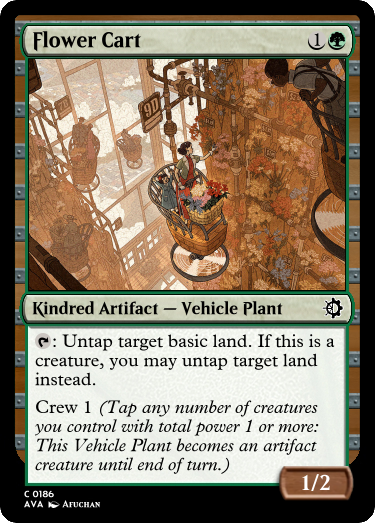 Flower Cart 1
9D
Kindred Artifact — Vehicle Plant
: Untap target basic land. If this is a
creature, you may untap target land
instead.
Crew 1 (Tap any number of creatures
you control with total power 1 or more:
This Vehicle Plant becomes an artifact
creature until end of turn.)
1/2
C 0186
AVA Afuchan